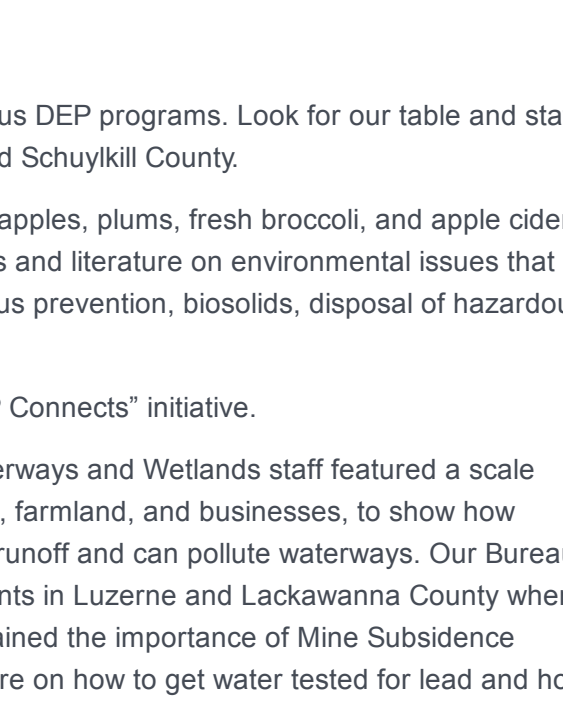 us DEP programs. Look for our table and sta
d Schuylkill County.
apples, plums, fresh broccoli, and apple cider
s and literature on environmental issues that
us prevention, biosolids, disposal of hazardou
Connects” initiative.
erways and Wetlands staff featured a scale
, farmland, and businesses, to show how
runoff and can pollute waterways. Our Bureau
nts in Luzerne and Lackawanna County wher
ained the importance of Mine Subsidence
re on how to get water tested for lead and ho